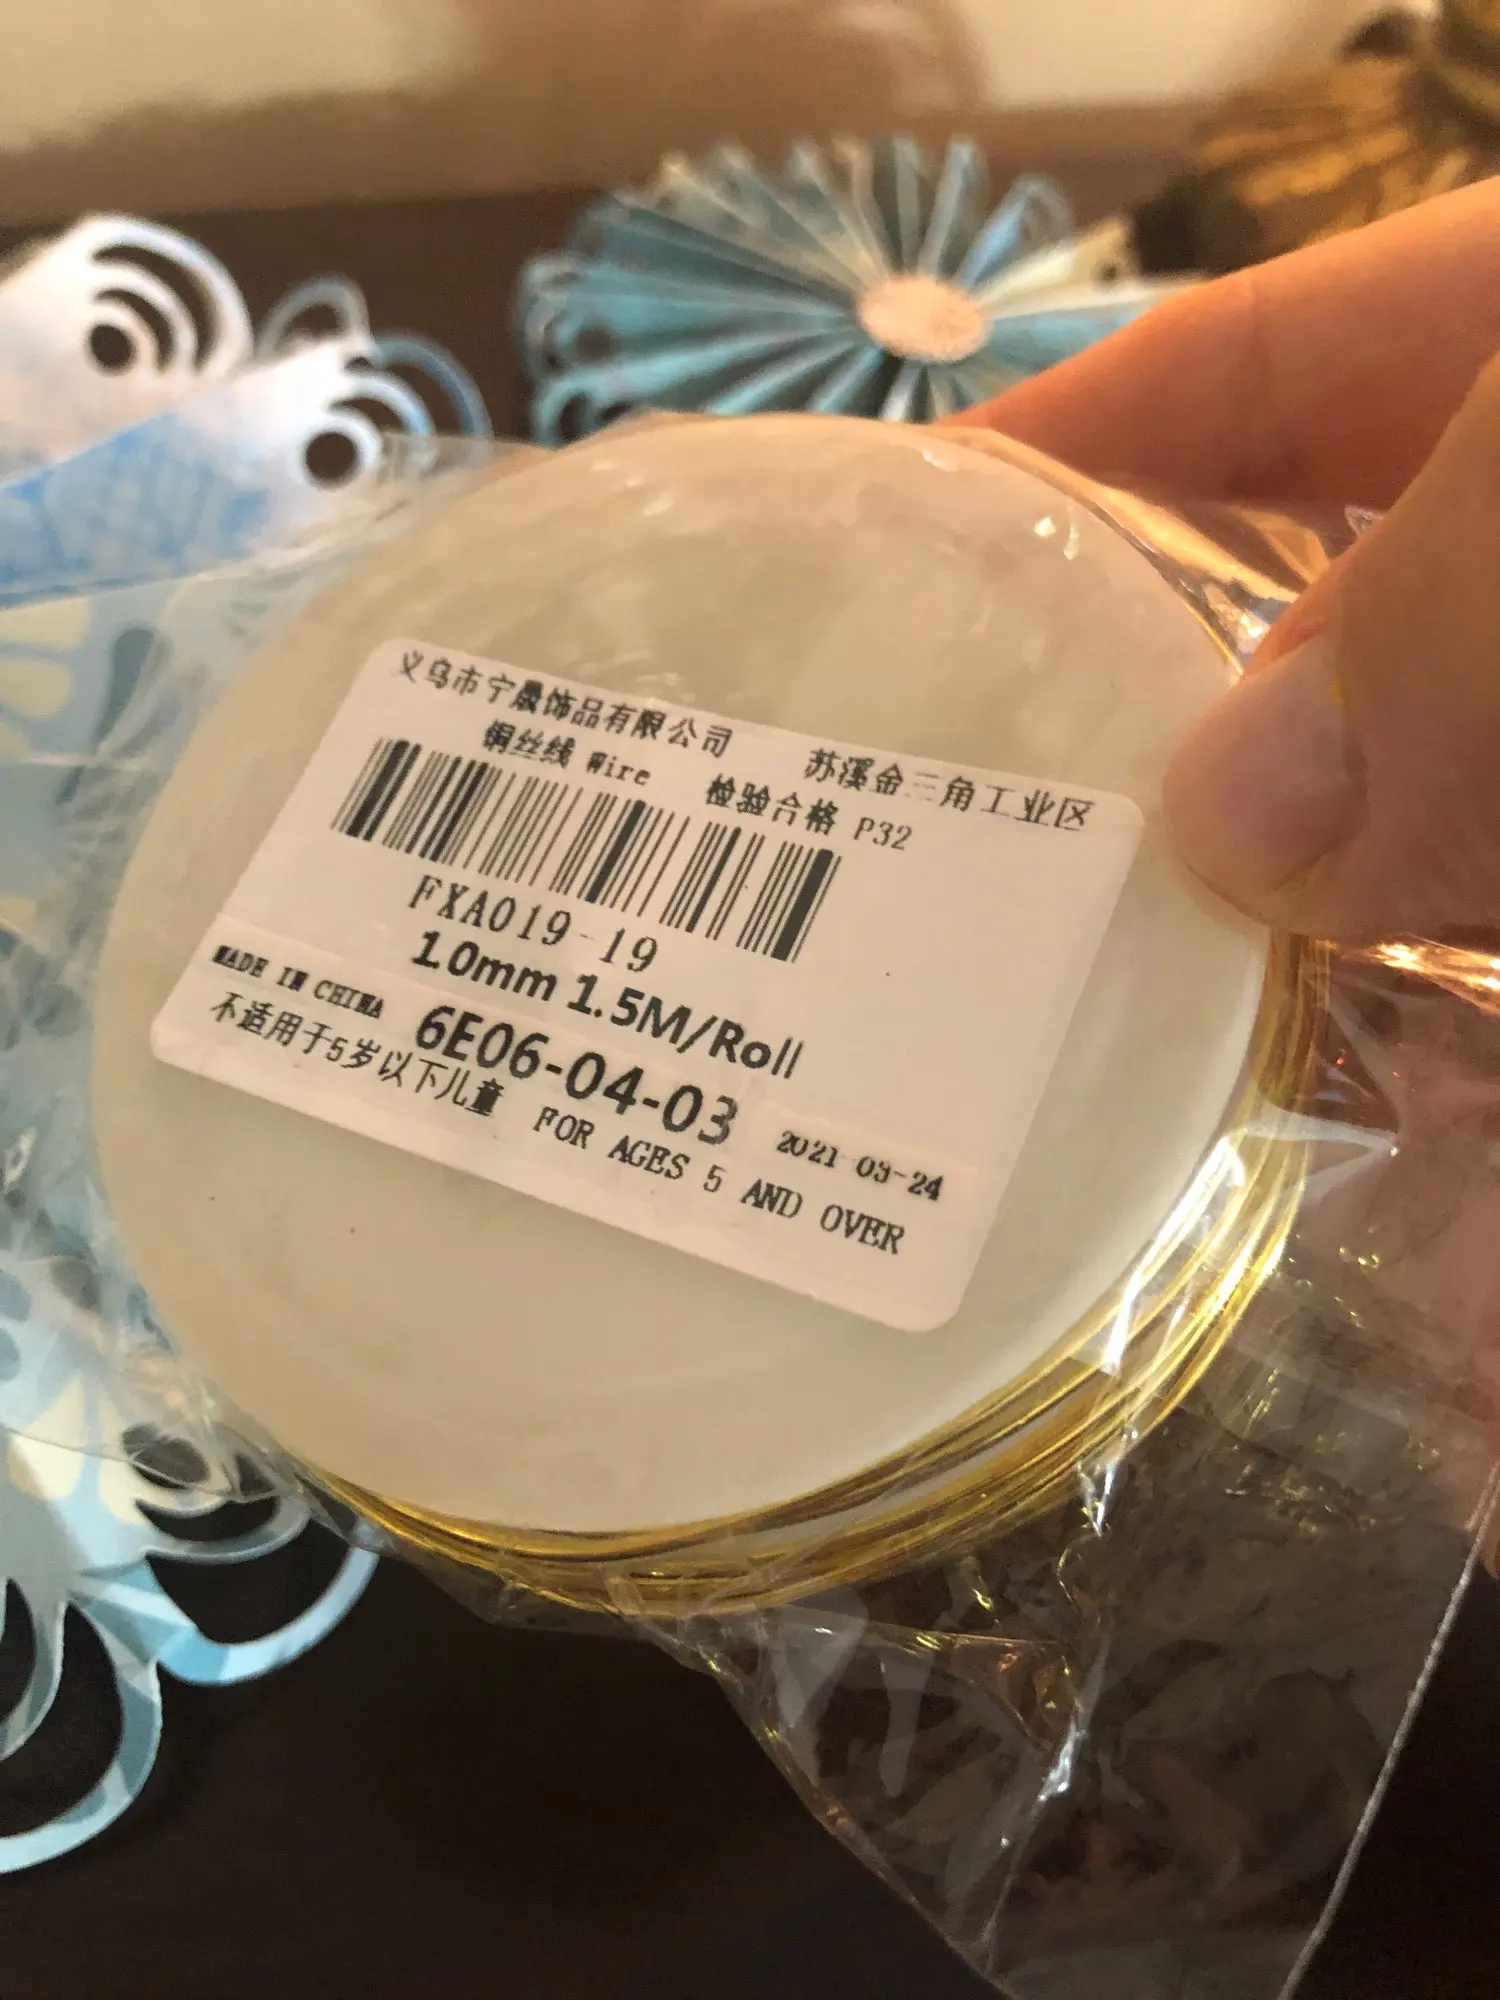 义乌市宁晟饰品有限公司 苏溪金三角工业区
铜丝线 Wire 检验合格 P32
FXA019-19
1.0mm 1.5M/Roll
MADE IN CHINA 6E06-04-03 2021-03-24
不适用于5岁以下儿童 FOR AGES 5 AND OVER